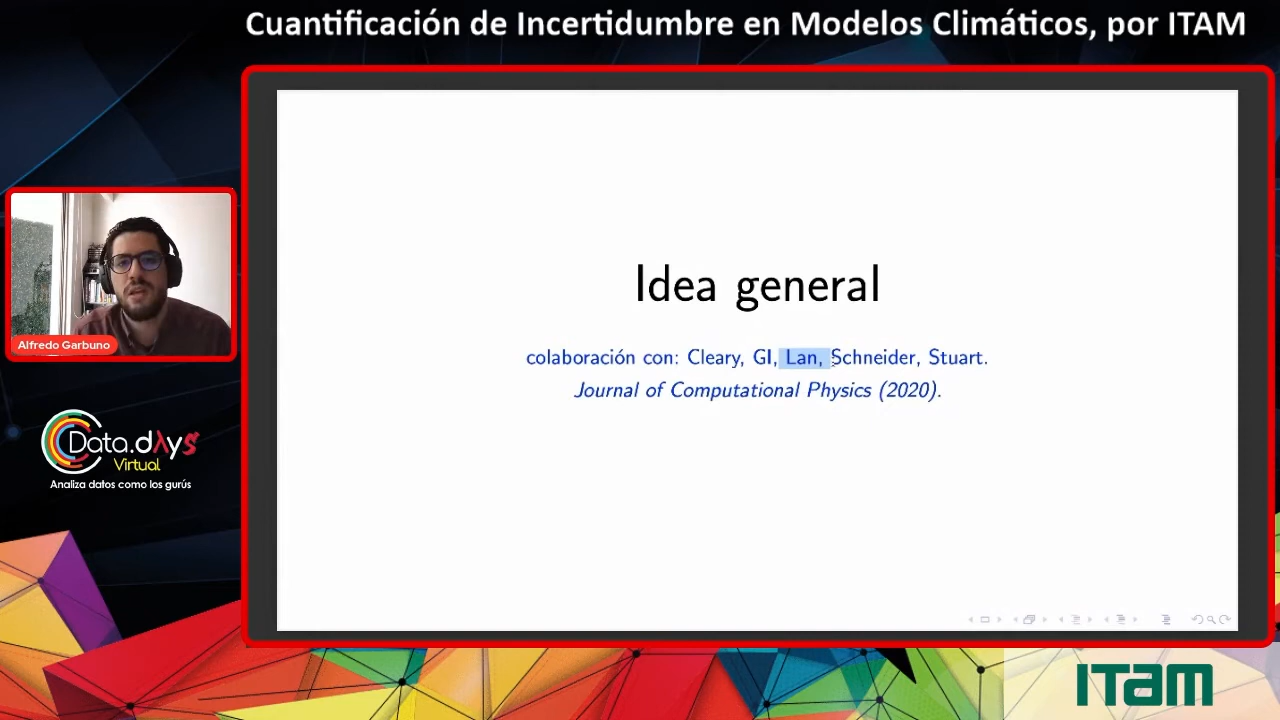 Cuantificación de Incertidumbre en Modelos Climáticos, por ITAM
Idea general
colaboración con: Cleary, GI, Lan, Schneider, Stuart.
Journal of Computational Physics (2020).
Alfredo Garbuno
Data.dAys
Virtual
Analiza datos como los gurús
ITAM